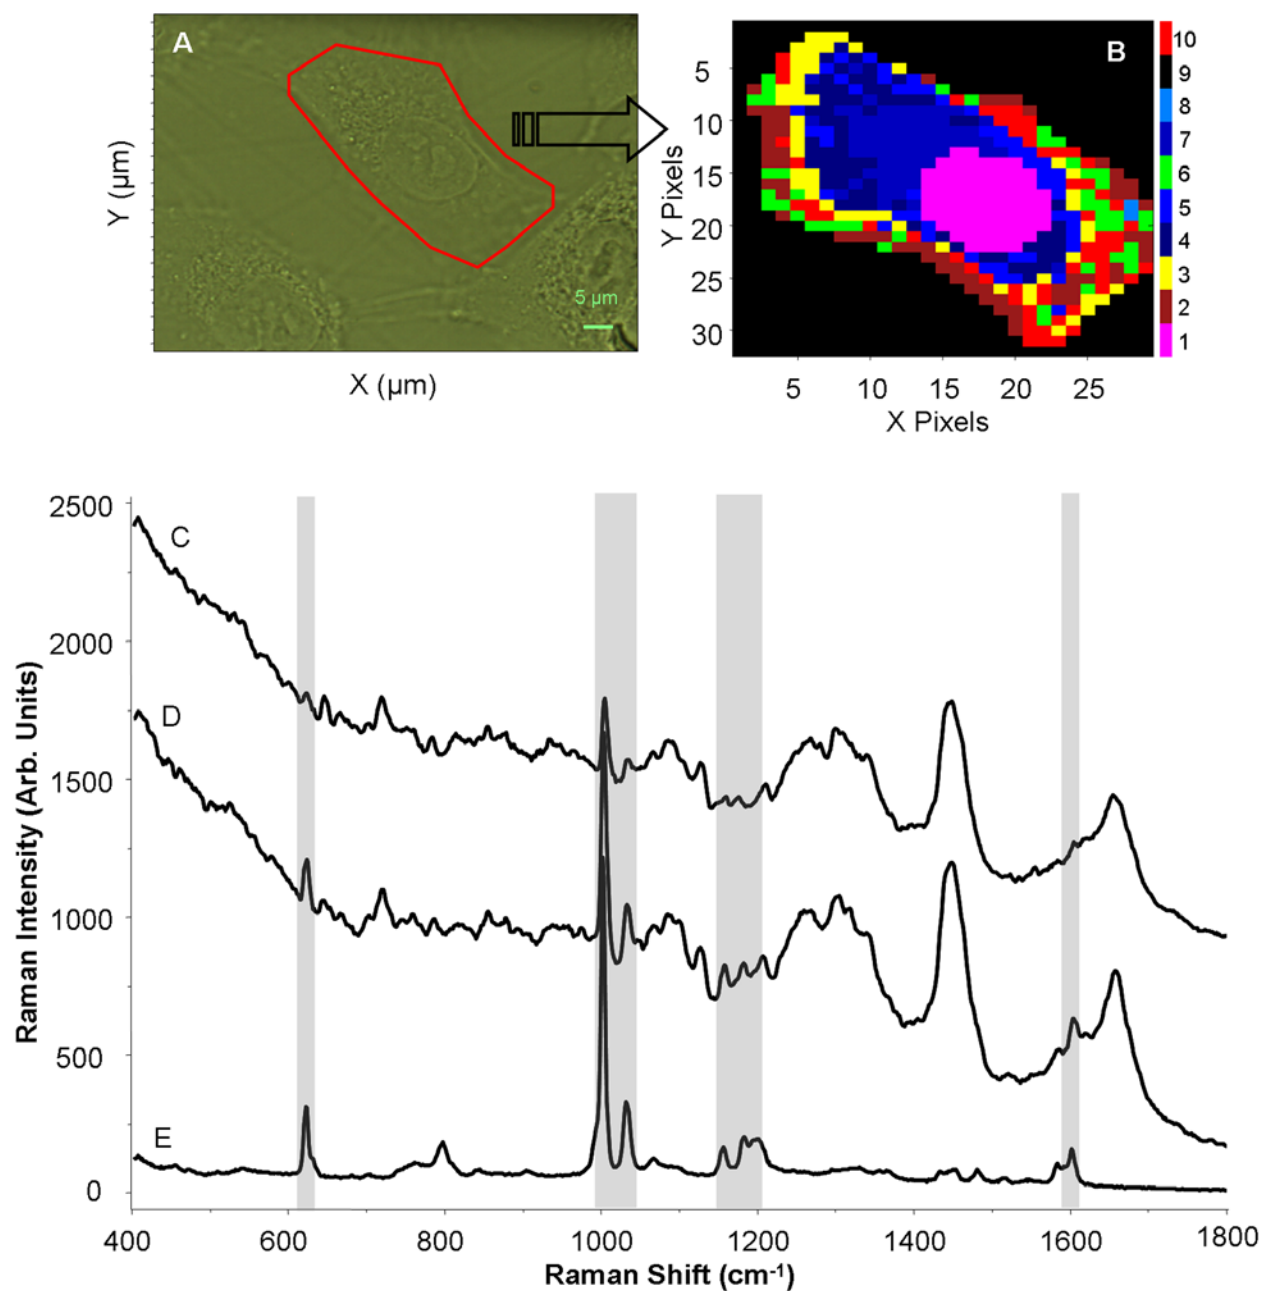 A
Y (µm)
5 µm
X (µm)
B
Y Pixels
5
10
15
20
25
30
5 10 15 20 25
X Pixels
10
9
8
7
6
5
4
3
2
1
Raman Intensity (Arb. Units)
2500
2000
1500
1000
500
0
C
D
E
400 600 800 1000 1200 1400 1600 1800
Raman Shift (cm-1)